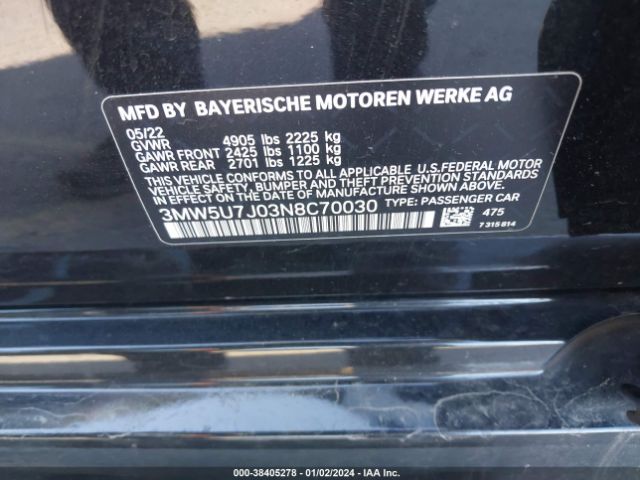 MFD BY BAYERISCHE MOTOREN WERKE AG
05/22
GVWR 4905 lbs 2225 kg
GAWR FRONT 2425 lbs 1100 kg
GAWR REAR 2701 lbs 1225 kg
THIS VEHICLE CONFORMS TO ALL APPLICABLE U.S.FEDERAL MOTOR
VEHICLE SAFETY, BUMPER, AND THEFT PREVENTION STANDARDS
IN EFFECT ON THE DATE OF MANUFACTURE SHOWN ABOVE.
3MW5U7J03N8C70030 TYPE: PASSENGER CAR
475
7 315 814
000-38405278 - 01/02/2024 - IAA Inc.